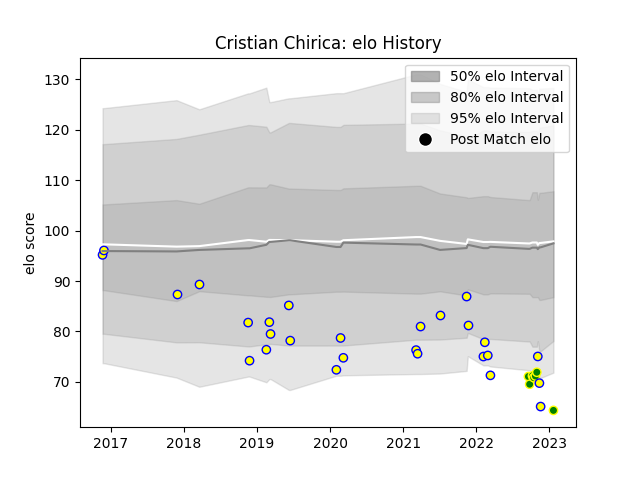 Cristian Chirica: elo History
50% elo Interval
80% elo Interval
95% elo Interval
Post Match elo
elo score
130
120
110
100
90
80
70
2017 2018 2019 2020 2021 2022 2023